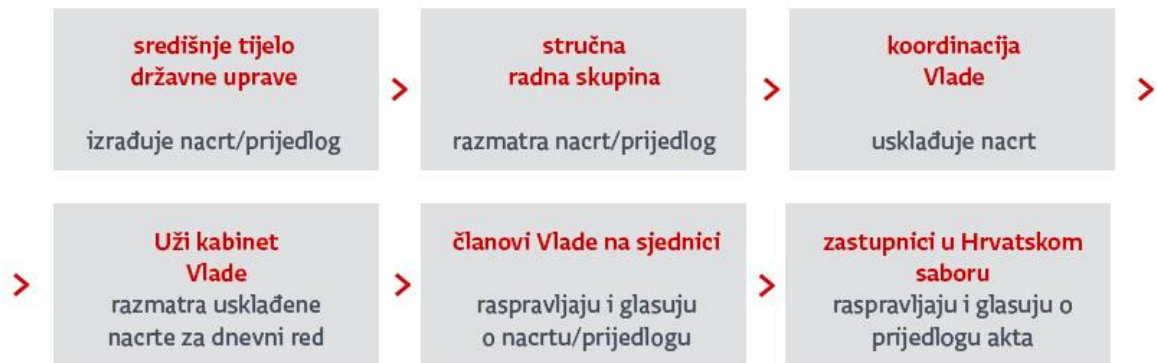 središnje tijelo
državne uprave
izrađuje nacrt/prijedlog
>
stručna
radna skupina
razmatra nacrt/prijedlog
>
koordinacija
Vlade
usklađuje nacrt
>
>
Uži kabinet
Vlade
razmatra usklađene
nacrte za dnevni red
>
članovi Vlade na sjednici
raspravljaju i glasuju
o nacrtu/prijedlogu
>
zastupnici u Hrvatskom
saboru
raspravljaju i glasuju o
prijedlogu akta